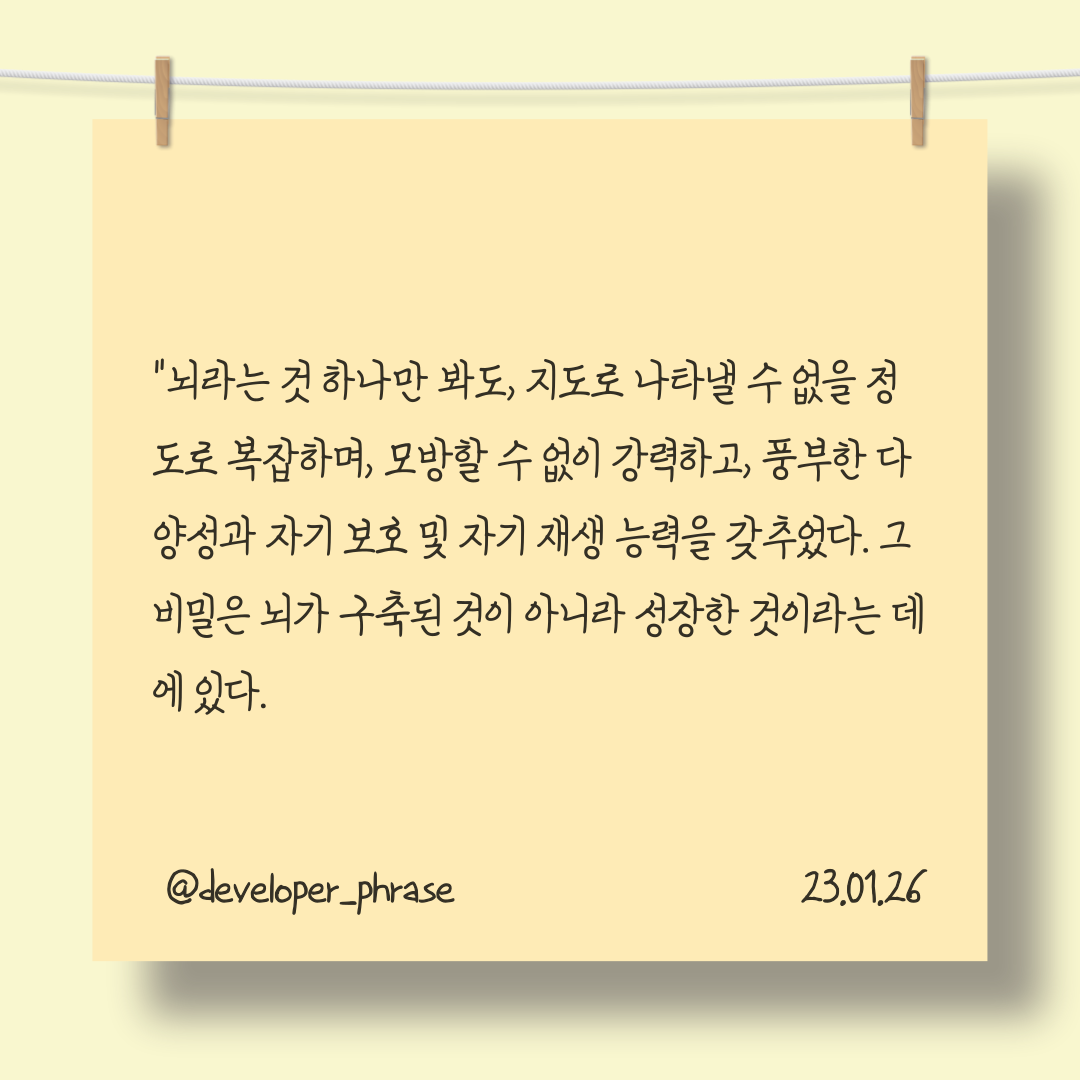 "뇌라는 것 하나만 봐도, 지도로 나타낼 수 없을 정
도로 복잡하며, 모방할 수 없이 강력하고, 풍부한 다
양성과 자기 보호 및 자기 재생 능력을 갖추었다. 그
비밀은 뇌가 구축된 것이 아니라 성장한 것이라는 데
에 있다.
@developer_phrase
23.01.26